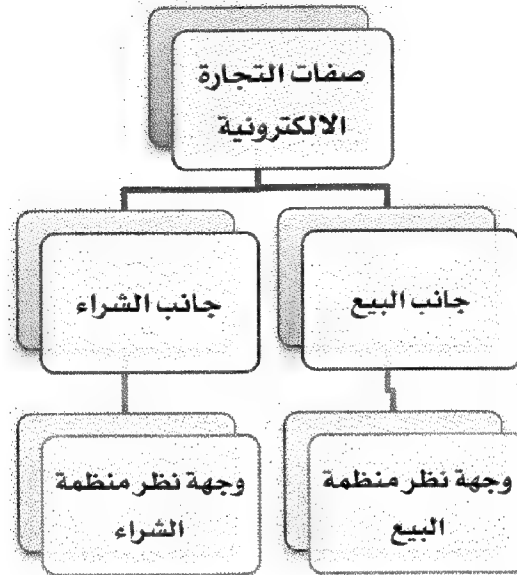 صفات التجارة
الالكترونية
جانب البيع
جانب الشراء
وجهة نظر منظمة
البيع
وجهة نظر منظمة
الشراء